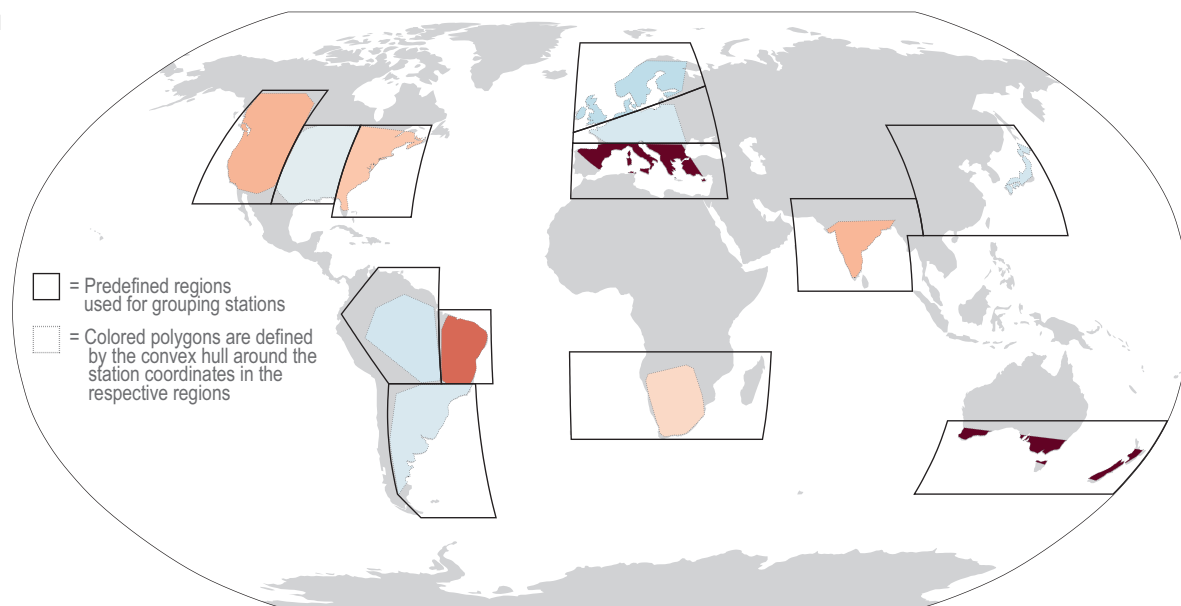 = Predefined regions
used for grouping stations
= Colored polygons are defined
by the convex hull around the
station coordinates in the
respective regions